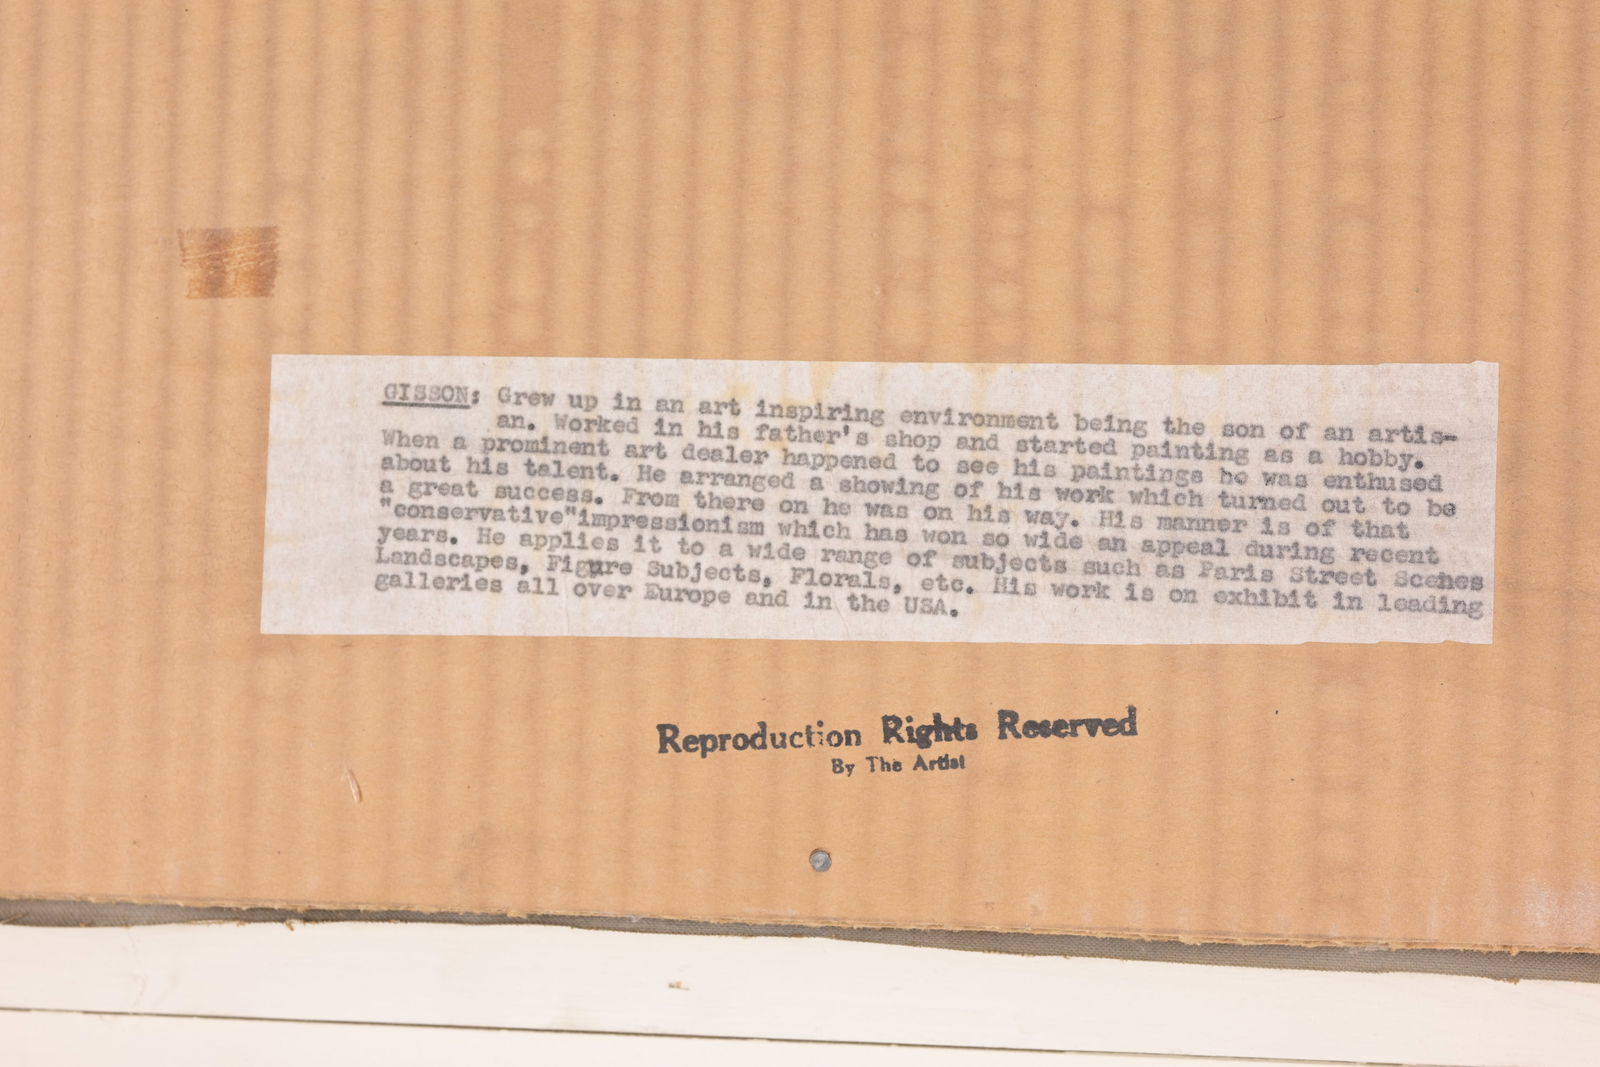 GISSON: Grew up in an art inspiring environment being the son of an artis-
an. Worked in his father's shop and started painting as a hobby.
When a prominent art dealer happened to see his paintings he was enthused
about his talent. He arranged a showing of his work which turned out to be
a great success. From there on he was on his way. His manner is of that
"conservative"impressionism which has won so wide an appeal during recent
years. He applies it to a wide range of subjects such as Paris Street Scenes
Landscapes, Figure Subjects, Florals, etc. His work is on exhibit in leading
galleries all over Europe and in the USA.
Reproduction Rights Reserved
By The Artist